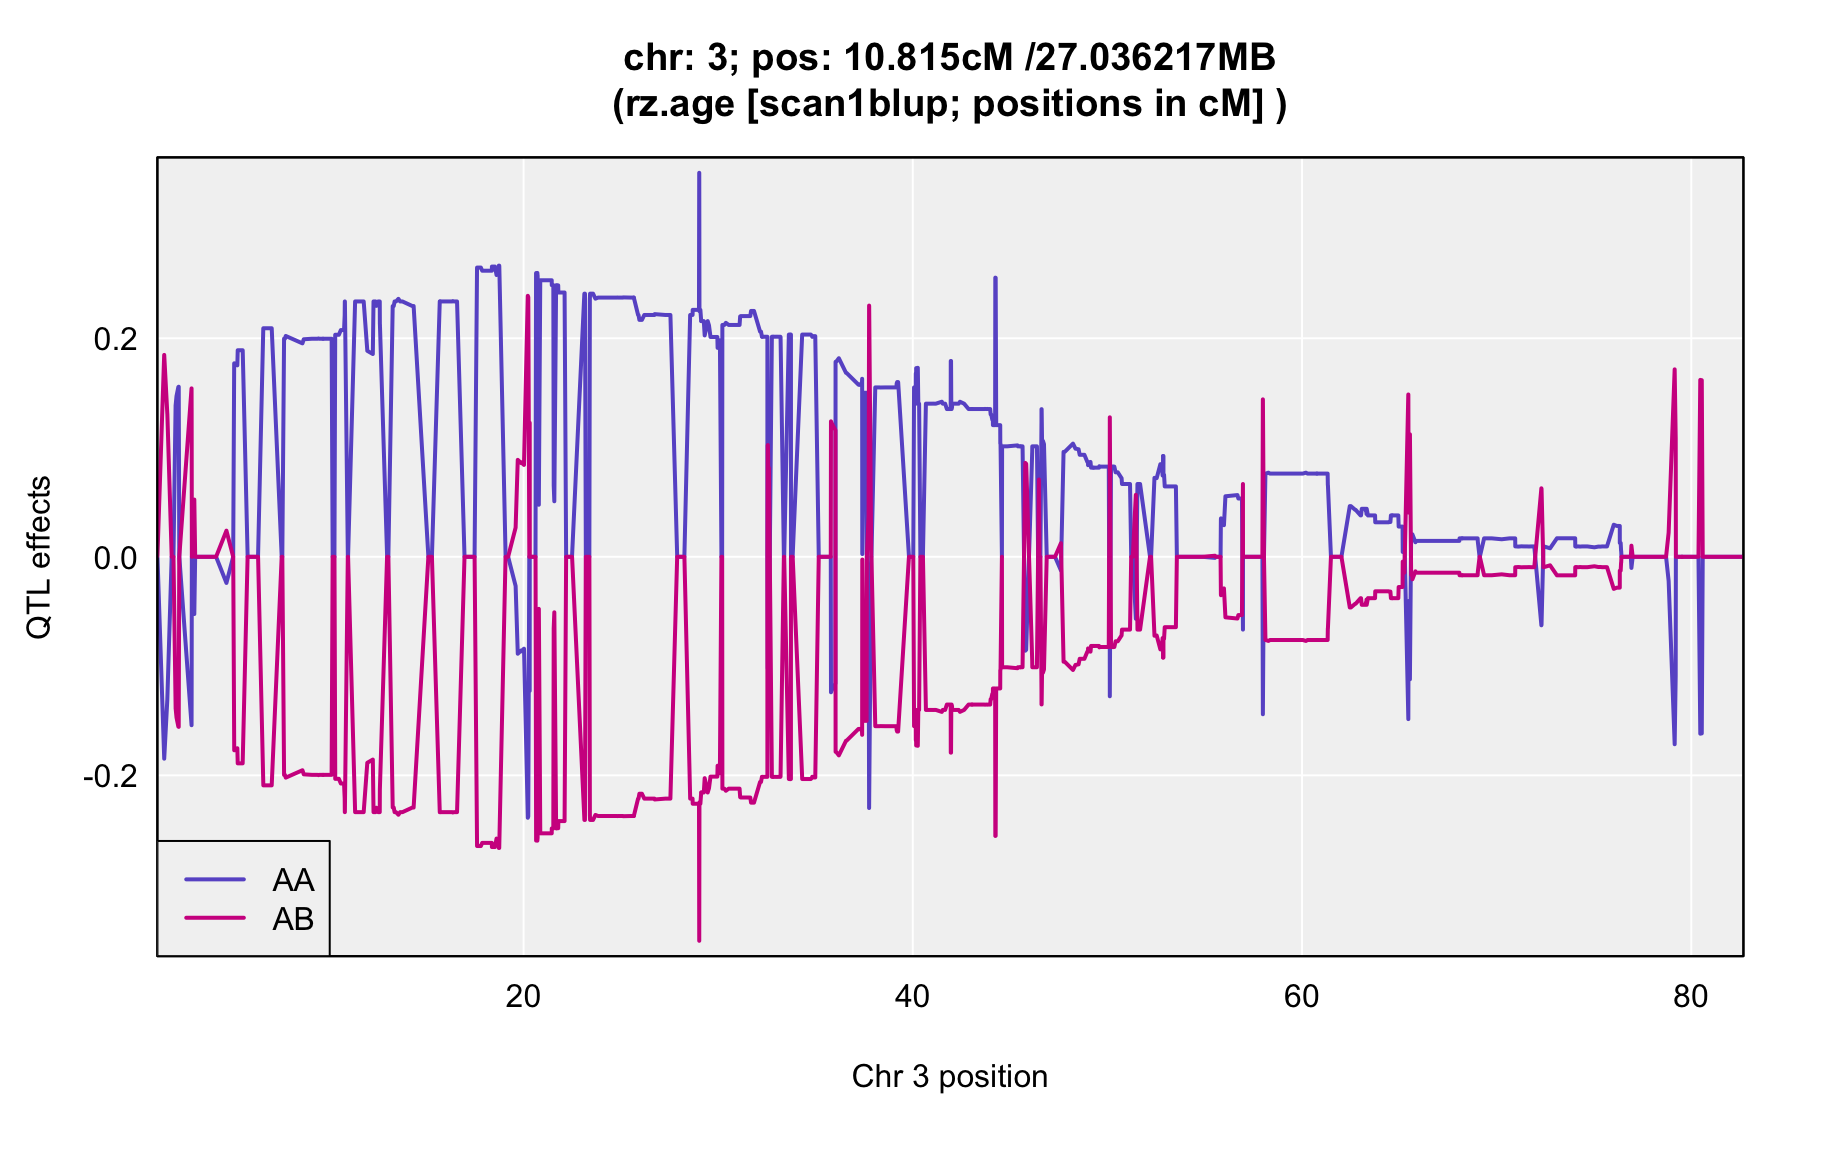 chr: 3; pos: 10.815cM /27.036217MB
(rz.age [scan1blup; positions in cM] )
QTL effects
0.2
0.0
-0.2
AA
AB
20 40 60 80
Chr 3 position